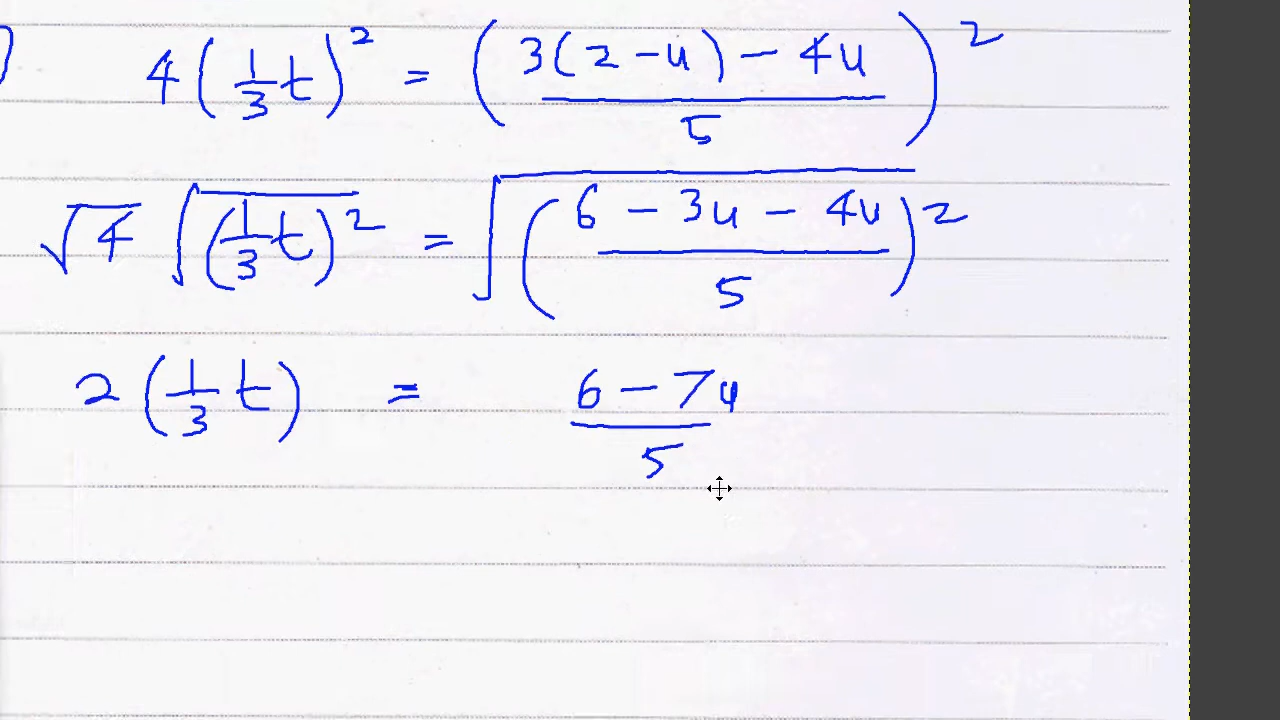 ) 4(1/3 t)² = (3(2-u) - 4u / 5)²
√4 √(1/3 t)² = √(6 - 3u - 4u / 5)²
2(1/3 t) = 6 - 7u / 5